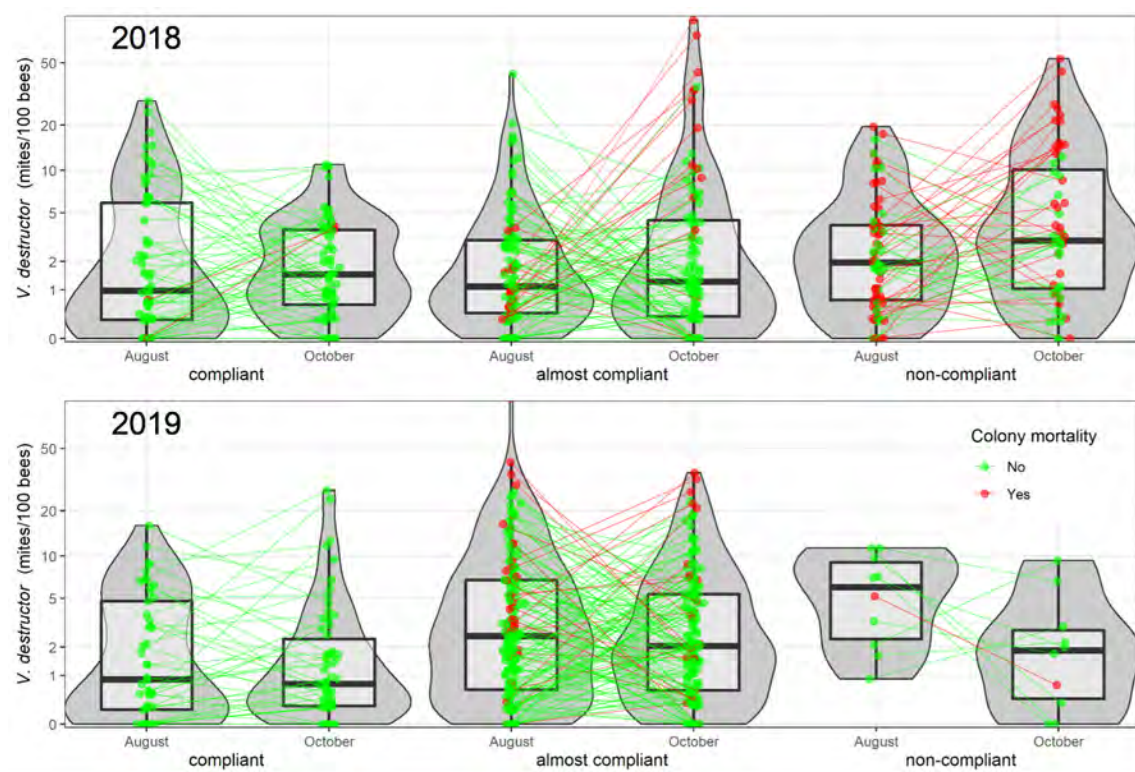 2018
V. destructor (mites/100 bees)
50
20
10
5
2
1
0
August
October
August
October
August
October
compliant
almost compliant
non-compliant
2019
V. destructor (mites/100 bees)
50
20
10
5
2
1
0
Colony mortality
No
Yes
August
October
August
October
August
October
compliant
almost compliant
non-compliant